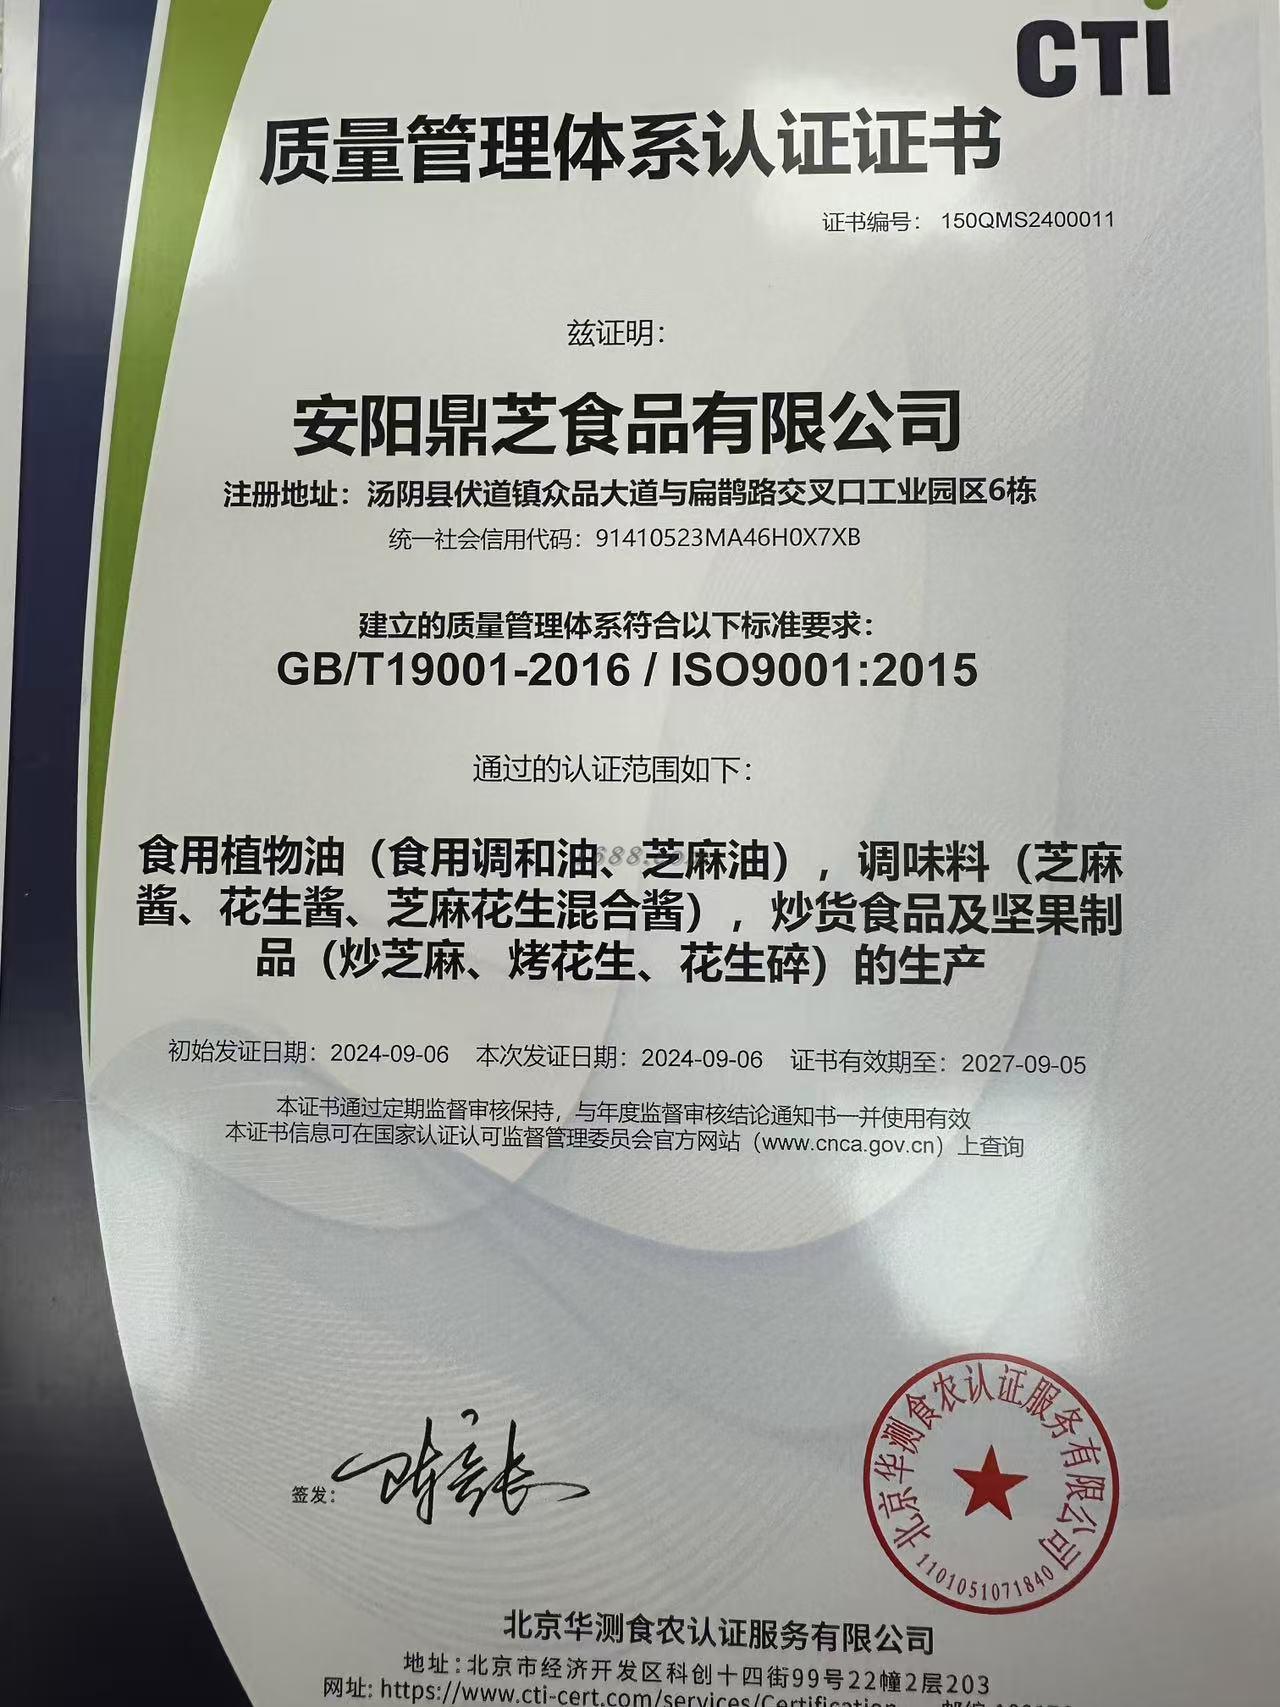 CTI
质量管理体系认证证书
证书编号： 150QMS2400011
兹证明：
安阳鼎芝食品有限公司
注册地址：汤阴县伏道镇众品大道与扁鹊路交叉口工业园区6栋
统一社会信用代码：91410523MA46H0X7XB
建立的质量管理体系符合以下标准要求：
GB/T19001-2016 / ISO9001:2015
通过的认证范围如下：
食用植物油（食用调和油、芝麻油），调味料（芝麻
酱、花生酱、芝麻花生混合酱），炒货食品及坚果制
品（炒芝麻、烤花生、花生碎）的生产
初始发证日期：2024-09-06 本次发证日期：2024-09-06 证书有效期至：2027-09-05
本证书通过定期监督审核保持，与年度监督审核结论通知书一并使用有效
本证书信息可在国家认证认可监督管理委员会官方网站（www.cnca.gov.cn）上查询
签发：
北京华测食农认证服务有限公司
1101051071840
北京华测食农认证服务有限公司
地址：北京市经济开发区科创十四街99号22幢2层203
网址: https://www.cti-cert.com/services/Certification